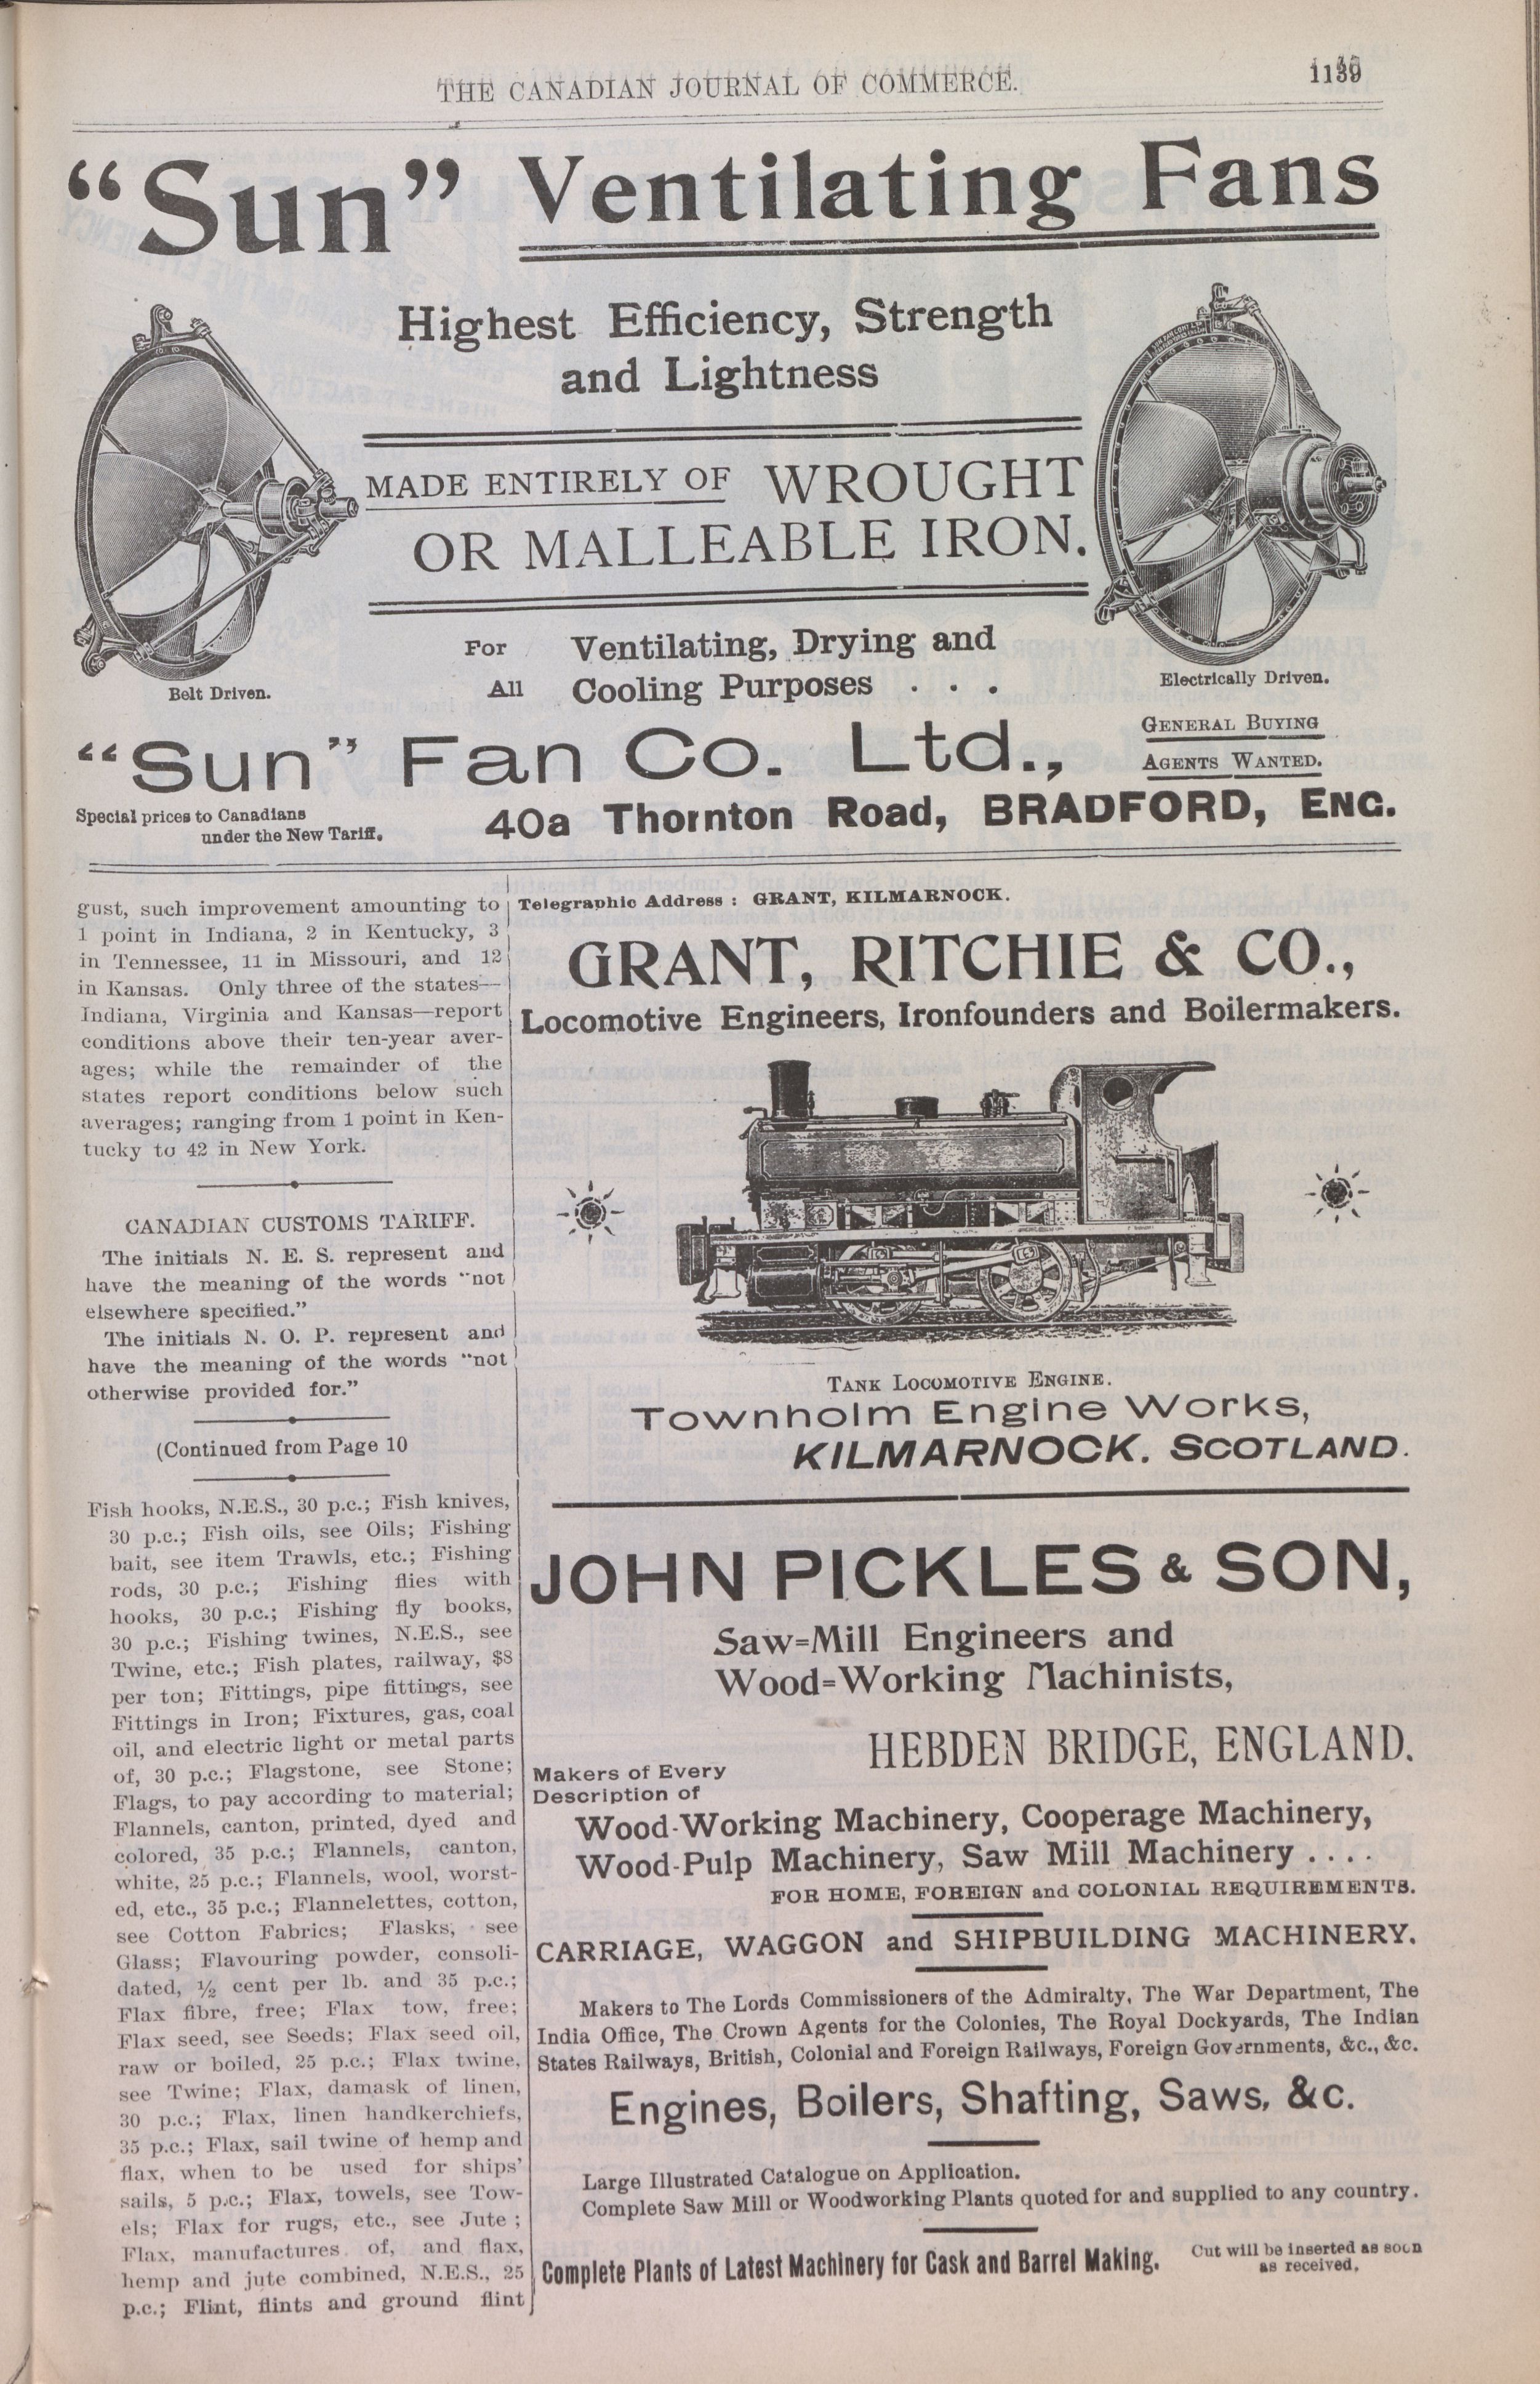 THE CANADIAN JOURNAL OF COMMERCE.
1139
“Sun” Ventilating Fans
Highest Efficiency, Strength
and Lightness
MADE ENTIRELY OF WROUGHT
OR MALLEABLE IRON.
For Ventilating, Drying and
All Cooling Purposes . . .
Belt Driven.
Electrically Driven.
“Sun” Fan Co. Ltd.,
GENERAL BUYING
AGENTS WANTED.
Special prices to Canadians
under the New Tariff.
40a Thornton Road, BRADFORD, ENG.
gust, such improvement amounting to
1 point in Indiana, 2 in Kentucky, 3
in Tennessee, 11 in Missouri, and 12
in Kansas. Only three of the states—
Indiana, Virginia and Kansas—report
conditions above their ten-year aver-
ages; while the remainder of the
states report conditions below such
averages; ranging from 1 point in Ken-
tucky to 42 in New York.
CANADIAN CUSTOMS TARIFF.
The initials N. E. S. represent and
have the meaning of the words “not
elsewhere specified.”
The initials N. O. P. represent and
have the meaning of the words “not
otherwise provided for.”
(Continued from Page 10
Fish hooks, N.E.S., 30 p.c.; Fish knives,
30 p.c.; Fish oils, see Oils; Fishing
bait, see item Trawls, etc.; Fishing
rods, 30 p.c.; Fishing flies with
hooks, 30 p.c.; Fishing fly books,
30 p.c.; Fishing twines, N.E.S., see
Twine, etc.; Fish plates, railway, $8
per ton; Fittings, pipe fittings, see
Fittings in Iron; Fixtures, gas, coal
oil, and electric light or metal parts
of, 30 p.c.; Flagstone, see Stone;
Flags, to pay according to material;
Flannels, canton, printed, dyed and
colored, 35 p.c.; Flannels, canton,
white, 25 p.c.; Flannels, wool, worst-
ed, etc., 35 p.c.; Flannelettes, cotton,
see Cotton Fabrics; Flasks, see
Glass; Flavouring powder, consoli-
dated, ½ cent per lb. and 35 p.c.;
Flax fibre, free; Flax tow, free;
Flax seed, see Seeds; Flax seed oil,
raw or boiled, 25 p.c.; Flax twine,
see Twine; Flax, damask of linen,
30 p.c.; Flax, linen handkerchiefs,
35 p.c.; Flax, sail twine of hemp and
flax, when to be used for ships’
sails, 5 p.c.; Flax, towels, see Tow-
els; Flax for rugs, etc., see Jute;
Flax, manufactures of, and flax,
hemp and jute combined, N.E.S., 25
p.c.; Flint, flints and ground flint
Telegraphic Address : GRANT, KILMARNOCK.
GRANT, RITCHIE & CO.,
Locomotive Engineers, Ironfounders and Boilermakers.
TANK LOCOMOTIVE ENGINE.
Townholm Engine Works,
KILMARNOCK. SCOTLAND.
JOHN PICKLES & SON,
Saw=Mill Engineers and
Wood=Working Machinists,
HEBDEN BRIDGE, ENGLAND.
Makers of Every
Description of
Wood-Working Machinery, Cooperage Machinery,
Wood-Pulp Machinery, Saw Mill Machinery . . . .
FOR HOME, FOREIGN and COLONIAL REQUIREMENTS.
CARRIAGE, WAGGON and SHIPBUILDING MACHINERY.
Makers to The Lords Commissioners of the Admiralty, The War Department, The
India Office, The Crown Agents for the Colonies, The Royal Dockyards, The Indian
States Railways, British, Colonial and Foreign Railways, Foreign Governments, &c., &c.
Engines, Boilers, Shafting, Saws, &c.
Large Illustrated Catalogue on Application.
Complete Saw Mill or Woodworking Plants quoted for and supplied to any country.
Complete Plants of Latest Machinery for Cask and Barrel Making.
Cut will be inserted as soon
as received.